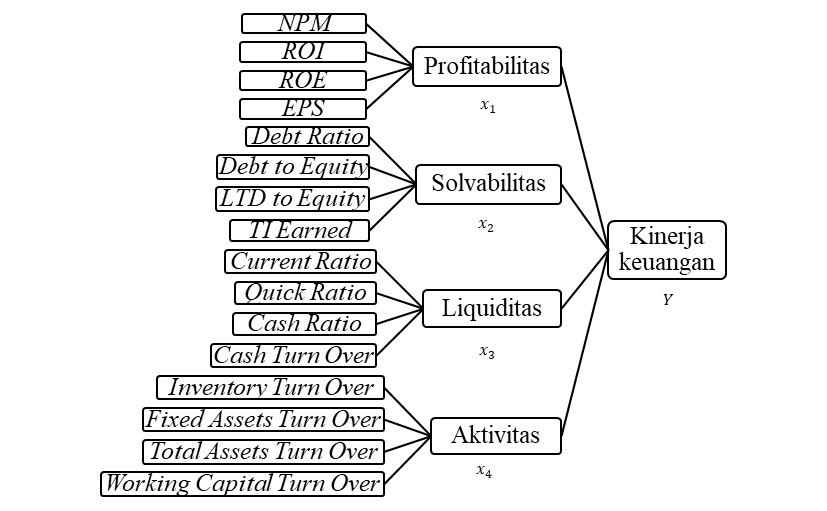 NPM
ROI
ROE
EPS
Profitabilitas
x₁
Debt Ratio
Debt to Equity
LTD to Equity
TI Earned
Solvabilitas
x₂
Current Ratio
Quick Ratio
Cash Ratio
Cash Turn Over
Liquiditas
x₃
Inventory Turn Over
Fixed Assets Turn Over
Total Assets Turn Over
Working Capital Turn Over
Aktivitas
x₄
Kinerja
keuangan
Y